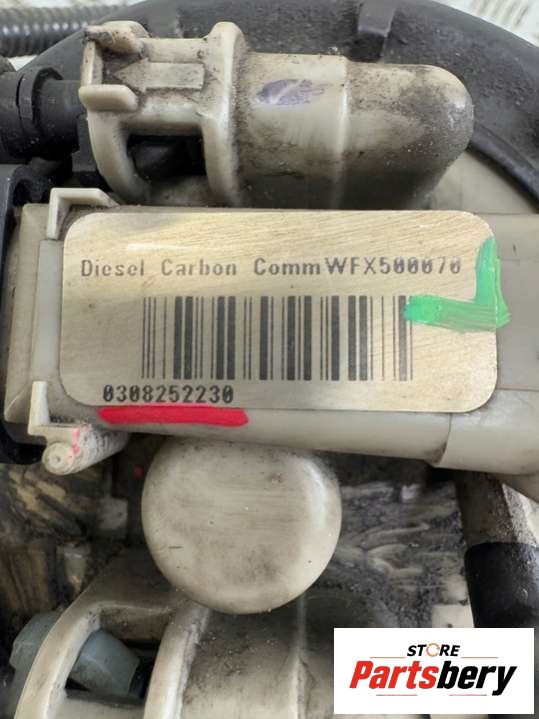 Diesel Carbon CommWFX500070
0308252230
STORE
Partsbery